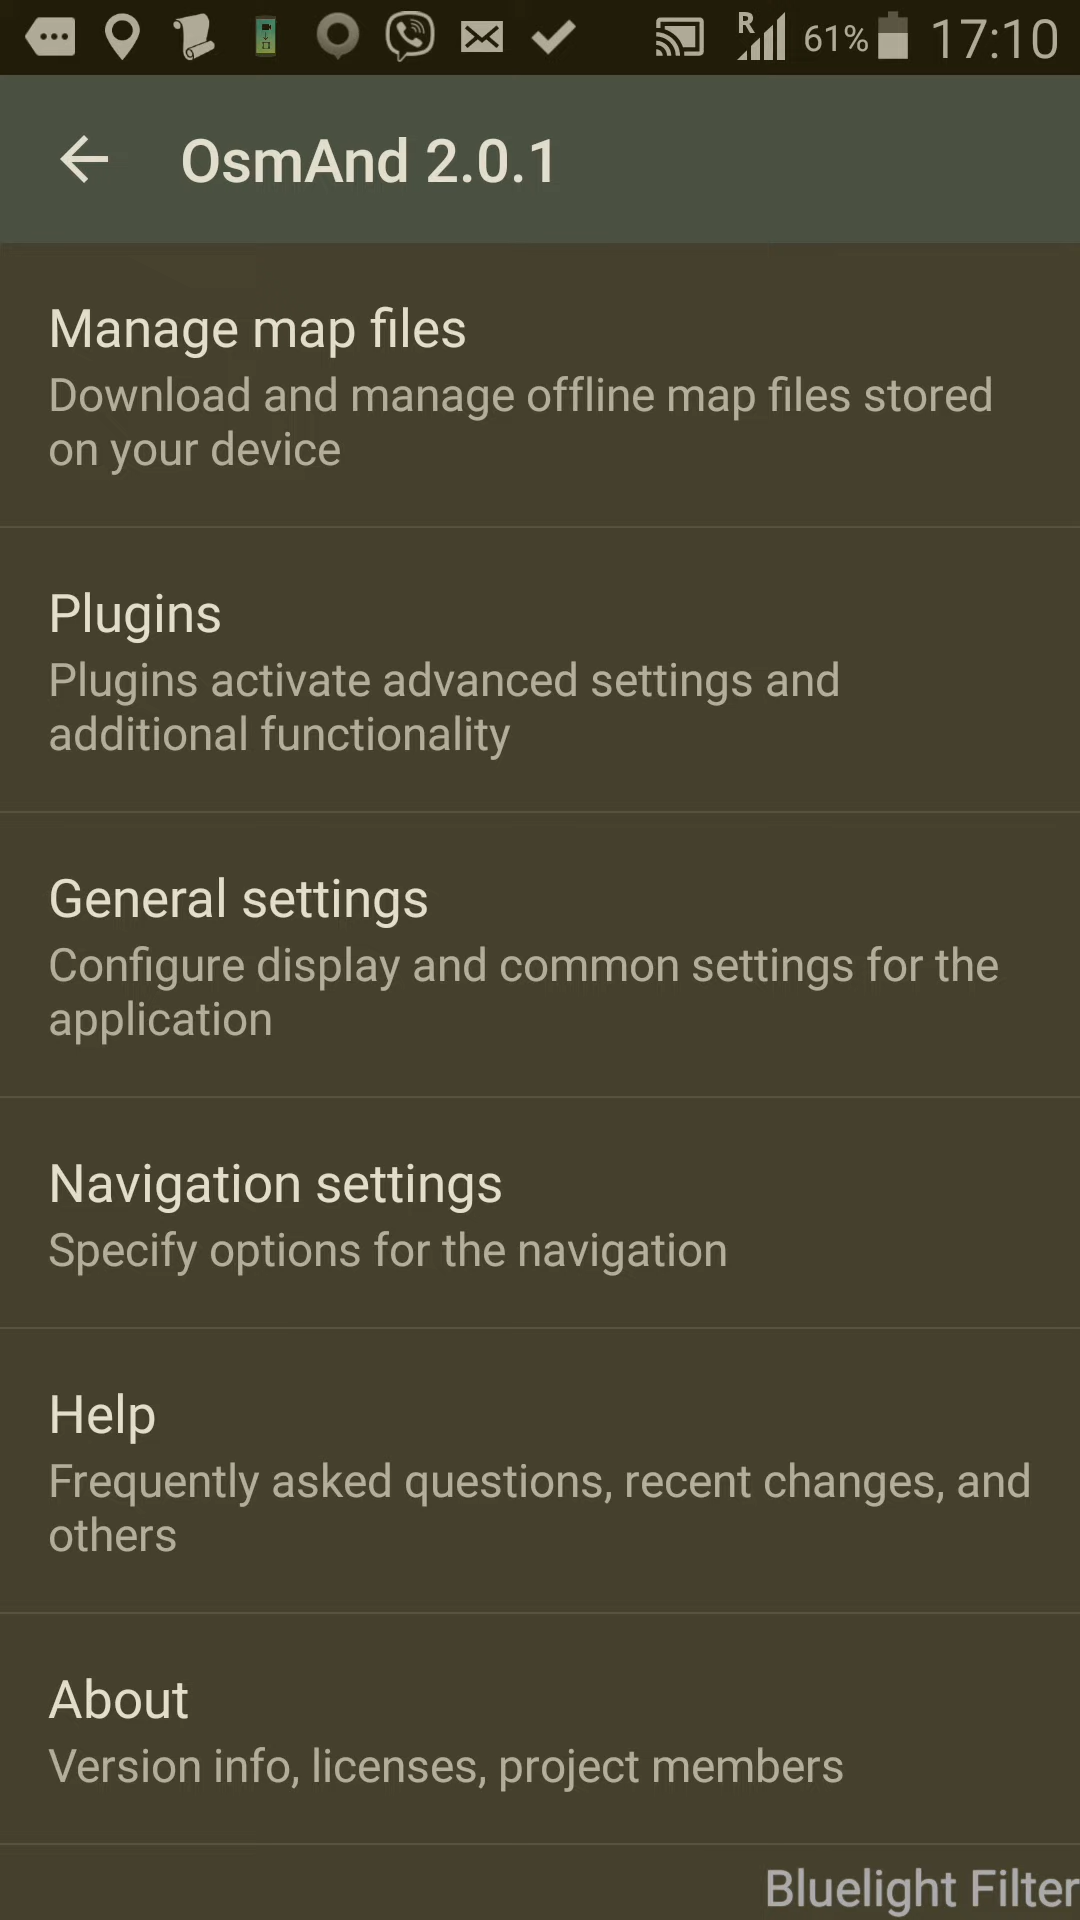 R 61% 17:10
OsmAnd 2.0.1
Manage map files
Download and manage offline map files stored
on your device
Plugins
Plugins activate advanced settings and
additional functionality
General settings
Configure display and common settings for the
application
Navigation settings
Specify options for the navigation
Help
Frequently asked questions, recent changes, and
others
About
Version info, licenses, project members
Bluelight Filter